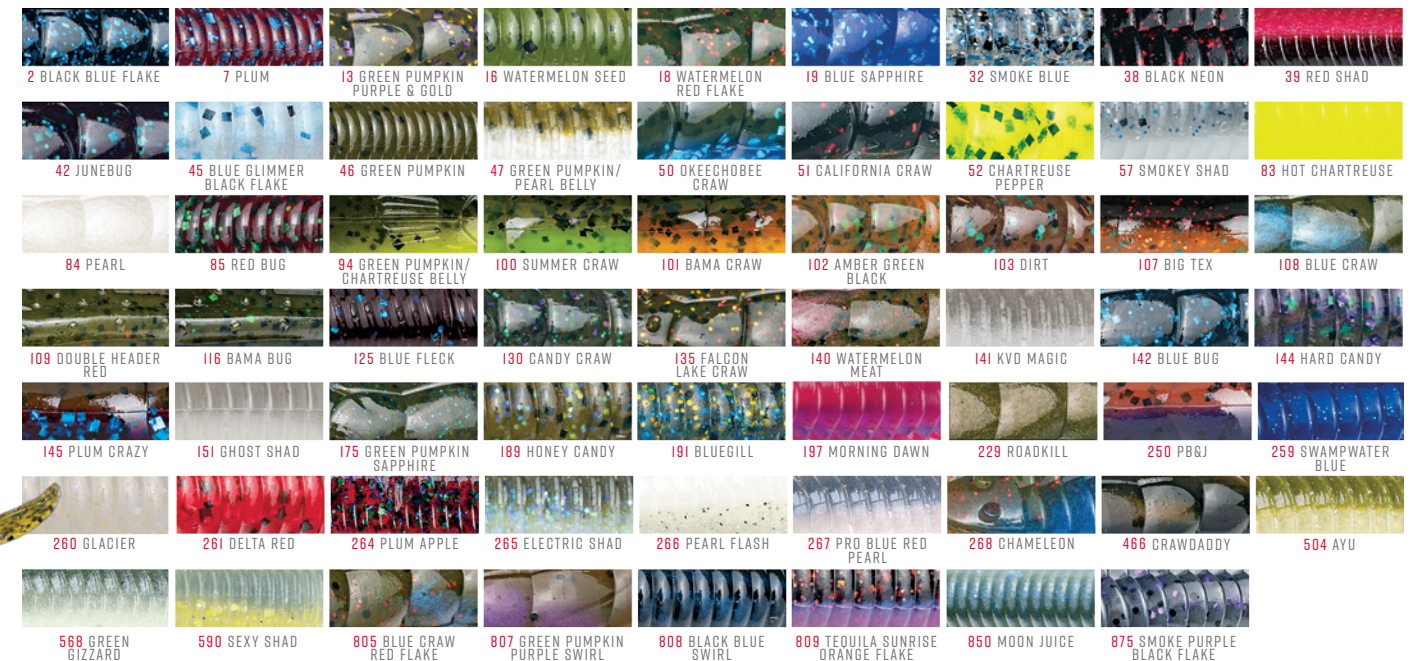 2 BLACK BLUE FLAKE
7 PLUM
13 GREEN PUMPKIN
PURPLE & GOLD
16 WATERMELON SEED
18 WATERMELON
RED FLAKE
19 BLUE SAPPHIRE
32 SMOKE BLUE
38 BLACK NEON
39 RED SHAD
42 JUNEBUG
45 BLUE GLIMMER
BLACK FLAKE
46 GREEN PUMPKIN
47 GREEN PUMPKIN/
PEARL BELLY
50 OKEECHOBEE
CRAW
51 CALIFORNIA CRAW
52 CHARTREUSE
PEPPER
57 SMOKEY SHAD
83 HOT CHARTREUSE
84 PEARL
85 RED BUG
94 GREEN PUMPKIN/
CHARTREUSE BELLY
100 SUMMER CRAW
101 BAMA CRAW
102 AMBER GREEN
BLACK
103 DIRT
107 BIG TEX
108 BLUE CRAW
109 DOUBLE HEADER
RED
116 BAMA BUG
125 BLUE FLECK
130 CANDY CRAW
135 FALCON
LAKE CRAW
140 WATERMELON
MEAT
141 KVD MAGIC
142 BLUE BUG
144 HARD CANDY
145 PLUM CRAZY
151 GHOST SHAD
175 GREEN PUMPKIN
SAPPHIRE
189 HONEY CANDY
191 BLUEGILL
197 MORNING DAWN
229 ROADKILL
250 PB&J
259 SWAMPWATER
BLUE
260 GLACIER
261 DELTA RED
264 PLUM APPLE
265 ELECTRIC SHAD
266 PEARL FLASH
267 PRO BLUE RED
PEARL
268 CHAMELEON
466 CRAWDADDY
504 AYU
568 GREEN
GIZZARD
590 SEXY SHAD
805 BLUE CRAW
RED FLAKE
807 GREEN PUMPKIN
PURPLE SWIRL
808 BLACK BLUE
SWIRL
809 TEQUILA SUNRISE
ORANGE FLAKE
850 MOON JUICE
875 SMOKE PURPLE
BLACK FLAKE